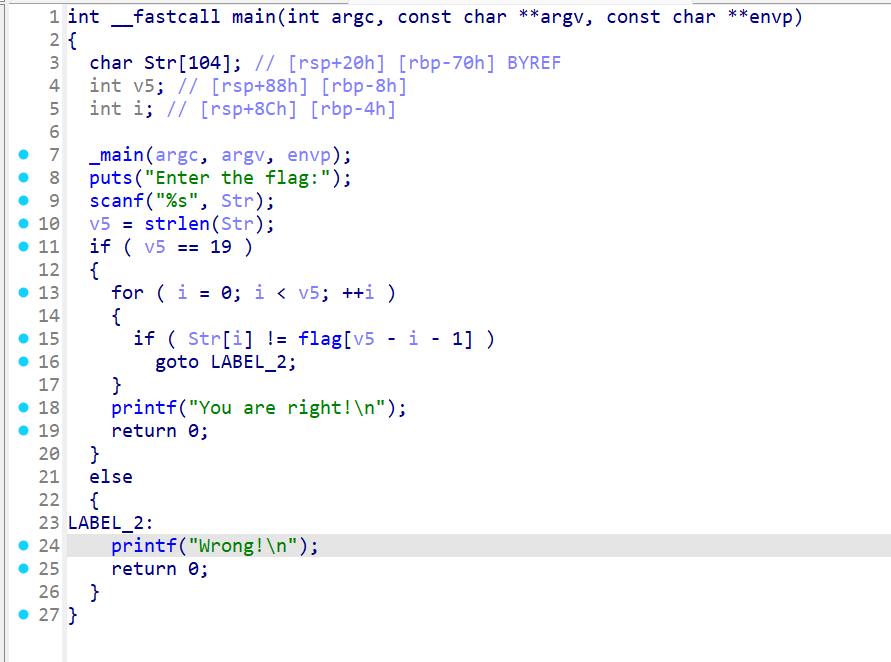 1 int __fastcall main(int argc, const char **argv, const char **envp)
2 {
3   char Str[104]; // [rsp+20h] [rbp-70h] BYREF
4   int v5; // [rsp+88h] [rbp-8h]
5   int i; // [rsp+8Ch] [rbp-4h]
6
7   _main(argc, argv, envp);
8   puts("Enter the flag:");
9   scanf("%s", Str);
10   v5 = strlen(Str);
11   if ( v5 == 19 )
12   {
13     for ( i = 0; i < v5; ++i )
14     {
15       if ( Str[i] != flag[v5 - i - 1] )
16         goto LABEL_2;
17     }
18     printf("You are right!\n");
19     return 0;
20   }
21   else
22   {
23 LABEL_2:
24     printf("Wrong!\n");
25     return 0;
26   }
27 }